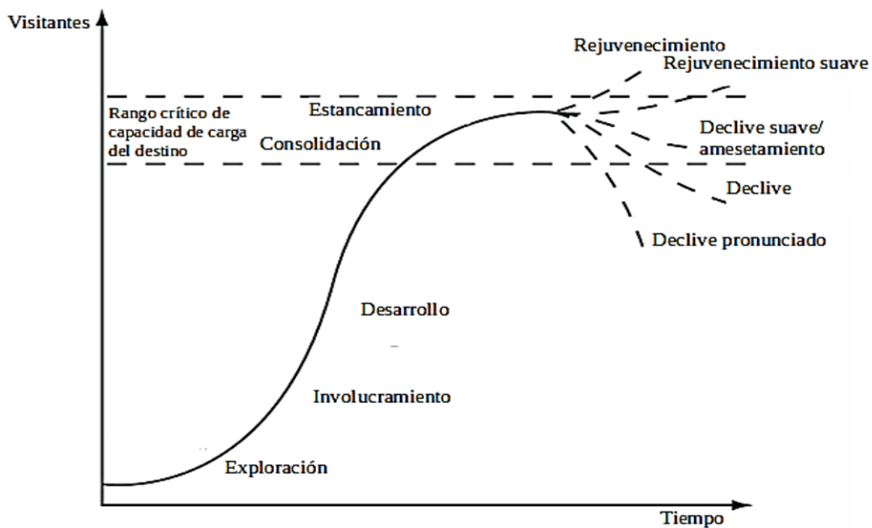 Visitantes
Rejuvenecimiento
Rejuvenecimiento suave
Rango crítico de
capacidad de carga
del destino
Estancamiento
Consolidación
Declive suave/
amesetamiento
Declive
Declive pronunciado
Desarrollo
Involucramiento
Exploración
Tiempo